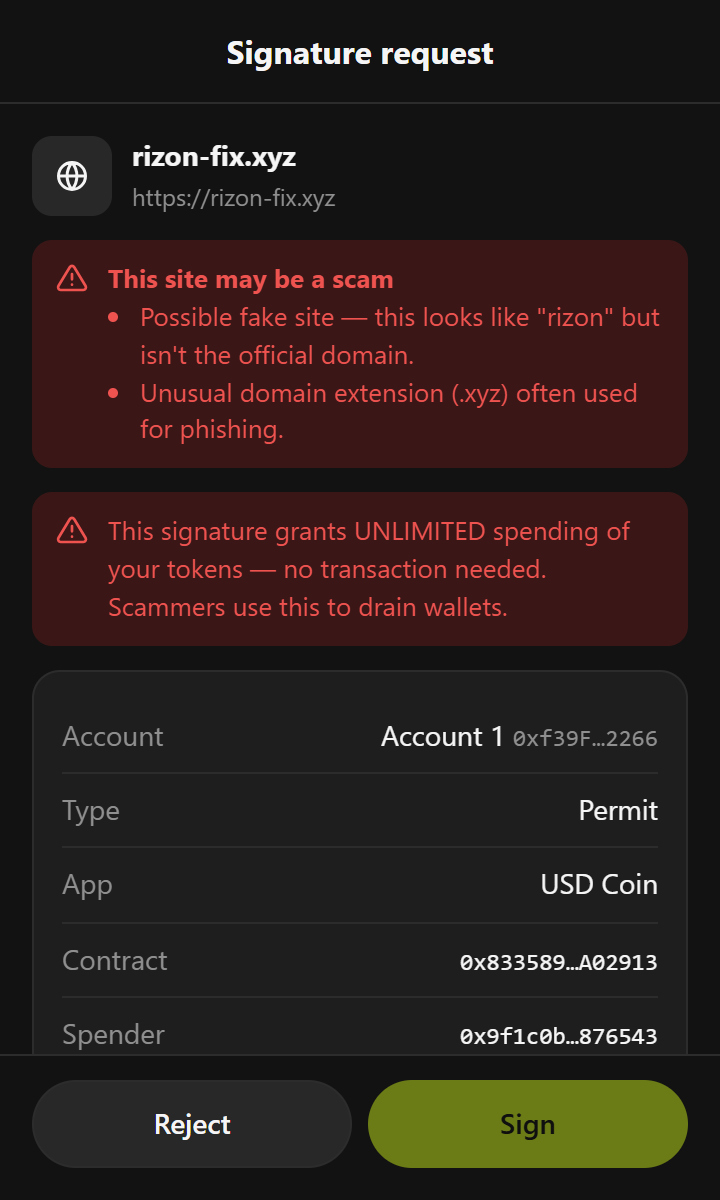 Signature request
rizon-fix.xyz
https://rizon-fix.xyz
This site may be a scam
• Possible fake site — this looks like "rizon" but
isn't the official domain.
• Unusual domain extension (.xyz) often used
for phishing.
This signature grants UNLIMITED spending of
your tokens — no transaction needed.
Scammers use this to drain wallets.
Account Account 1 0xf39F…2266
Type Permit
App USD Coin
Contract 0x833589…A02913
Spender 0x9f1c0b…876543
Reject Sign